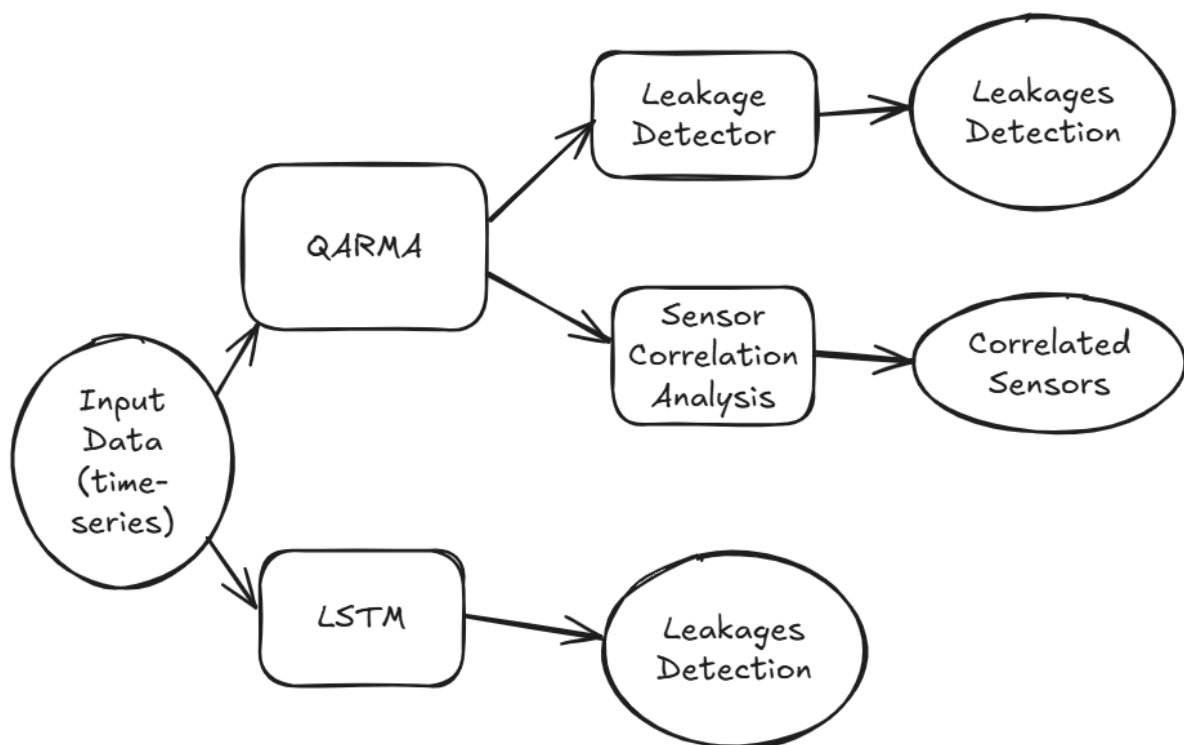 Leakage
Detector
Leakages
Detection
QARMA
Sensor
Correlation
Analysis
Correlated
Sensors
Input
Data
(time-
series)
LSTM
Leakages
Detection